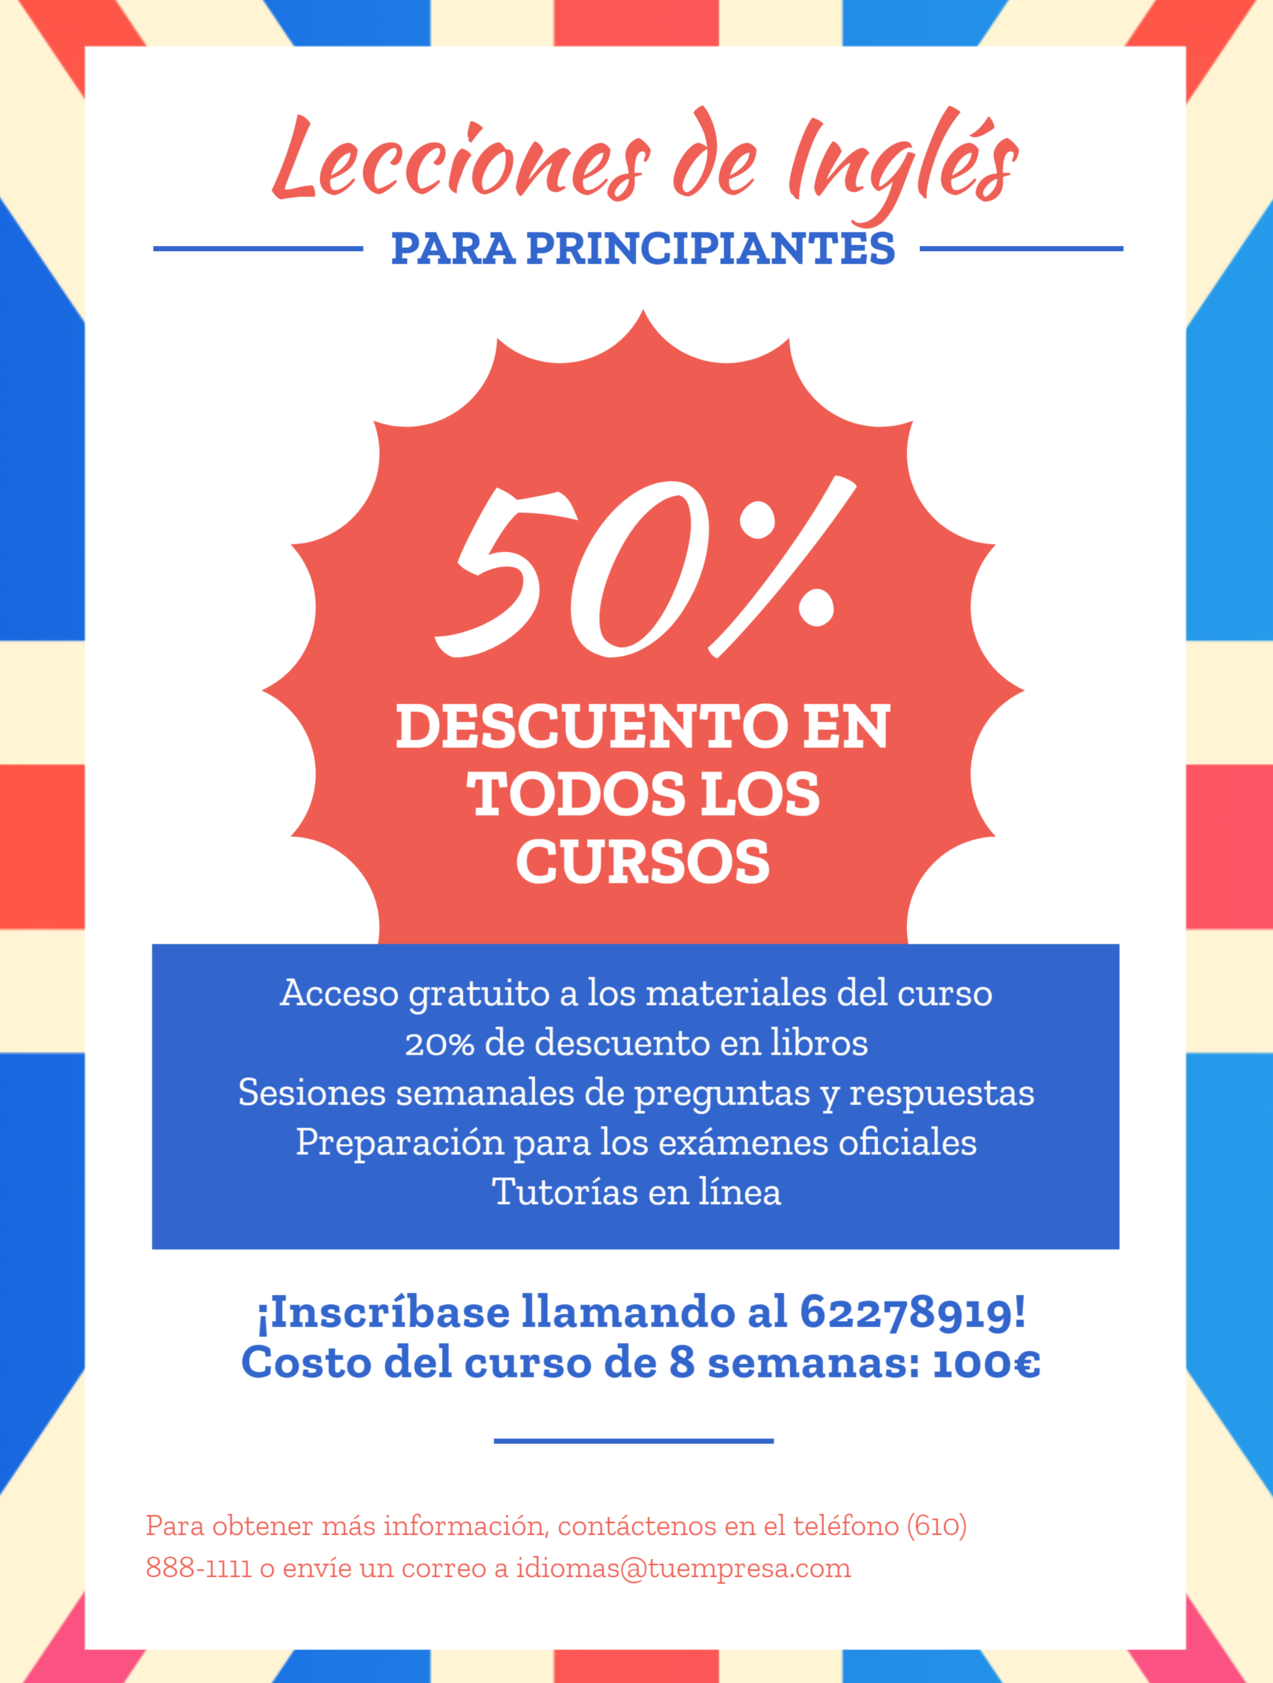 Lecciones de Inglés
PARA PRINCIPIANTES
50%
DESCUENTO EN
TODOS LOS
CURSOS
Acceso gratuito a los materiales del curso
20% de descuento en libros
Sesiones semanales de preguntas y respuestas
Preparación para los exámenes oficiales
Tutorías en línea
¡Inscríbase llamando al 62278919!
Costo del curso de 8 semanas: 100€
Para obtener más información, contáctenos en el teléfono (610)
888-1111 o envíe un correo a idiomas@tuempresa.com